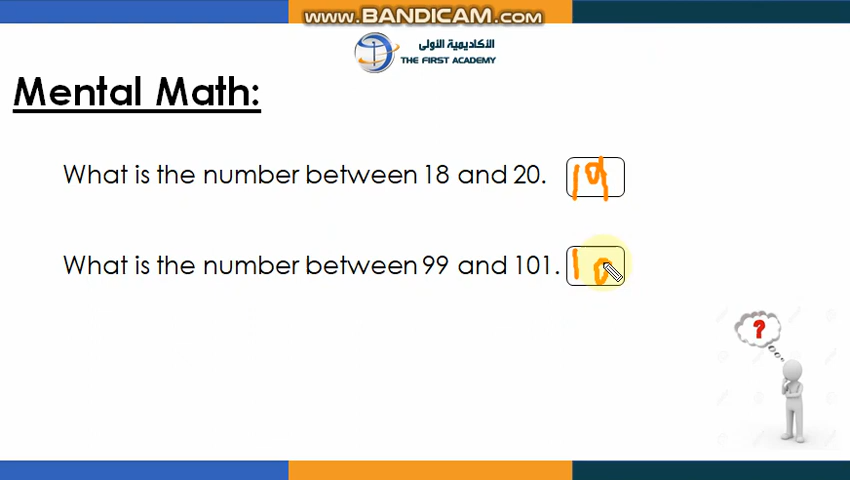 www.BANDICAM.com
الأكاديمية الأولى
THE FIRST ACADEMY
Mental Math:
What is the number between 18 and 20. 19
What is the number between 99 and 101. 10
?